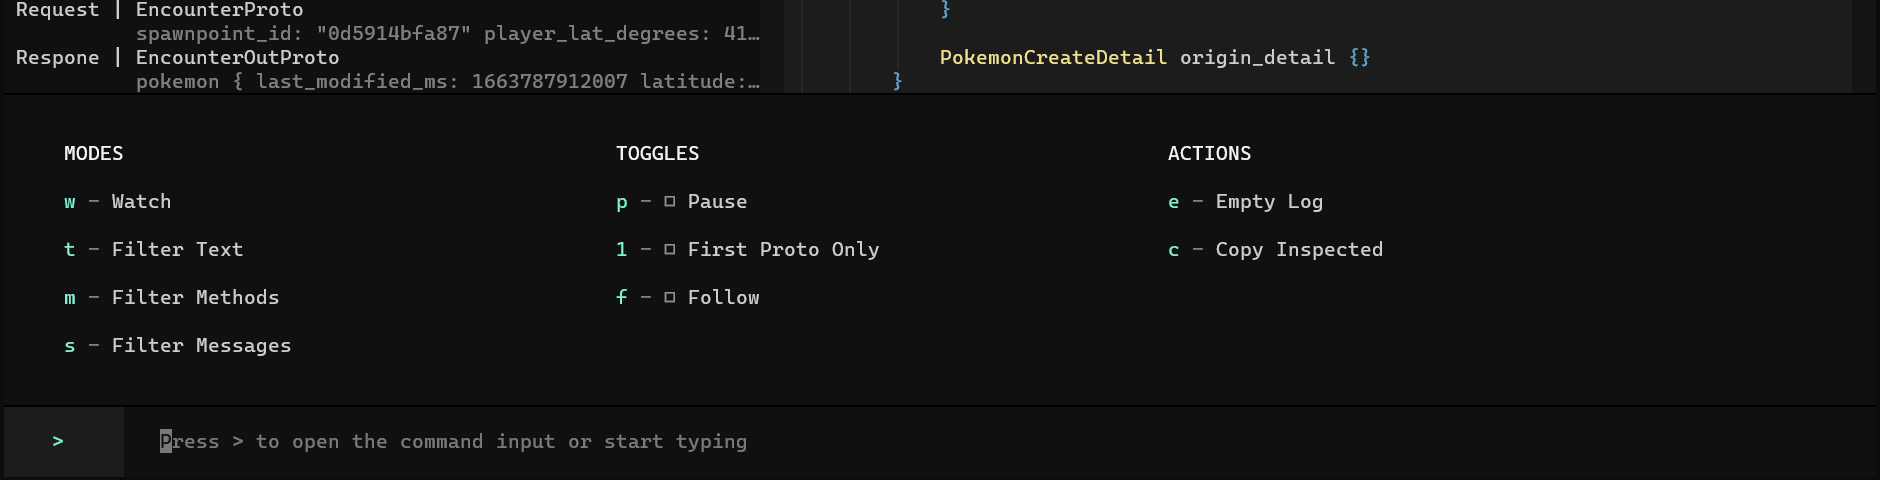 Request | EncounterProto
spawnpoint_id: "0d5914bfa87" player_lat_degrees: 41…
Respone | EncounterOutProto
pokemon { last_modified_ms: 1663787912007 latitude:…
}
PokemonCreateDetail origin_detail {}
}
MODES
w – Watch
t – Filter Text
m – Filter Methods
s – Filter Messages
TOGGLES
p – □ Pause
1 – □ First Proto Only
f – □ Follow
ACTIONS
e – Empty Log
c – Copy Inspected
> Press > to open the command input or start typing